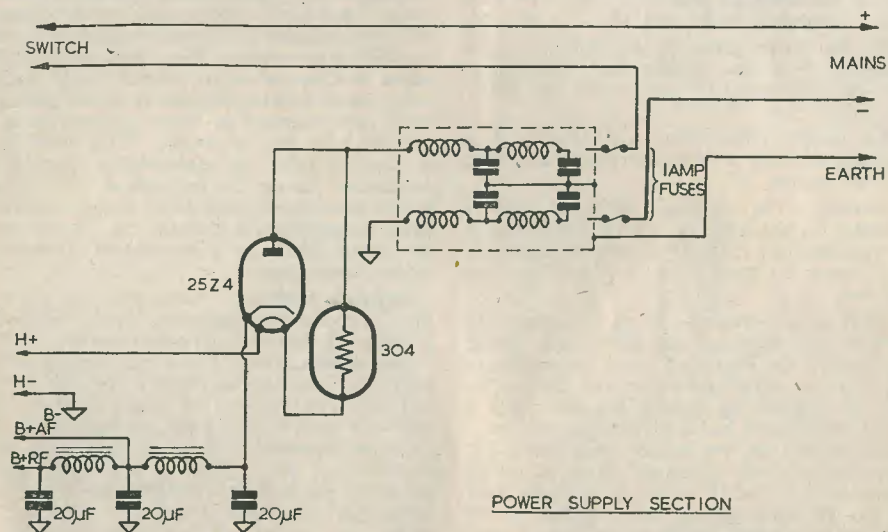 +
SWITCH
MAINS
-
1AMP
FUSES
EARTH
25Z4
304
H+
H-
B-
B+AF
B+RF
20µF
20µF
20µF
POWER SUPPLY SECTION